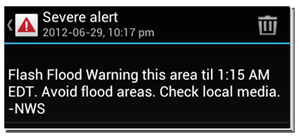 Severe alert
2012-06-29, 10:17 pm
Flash Flood Warning this area til 1:15 AM
EDT. Avoid flood areas. Check local media.
-NWS